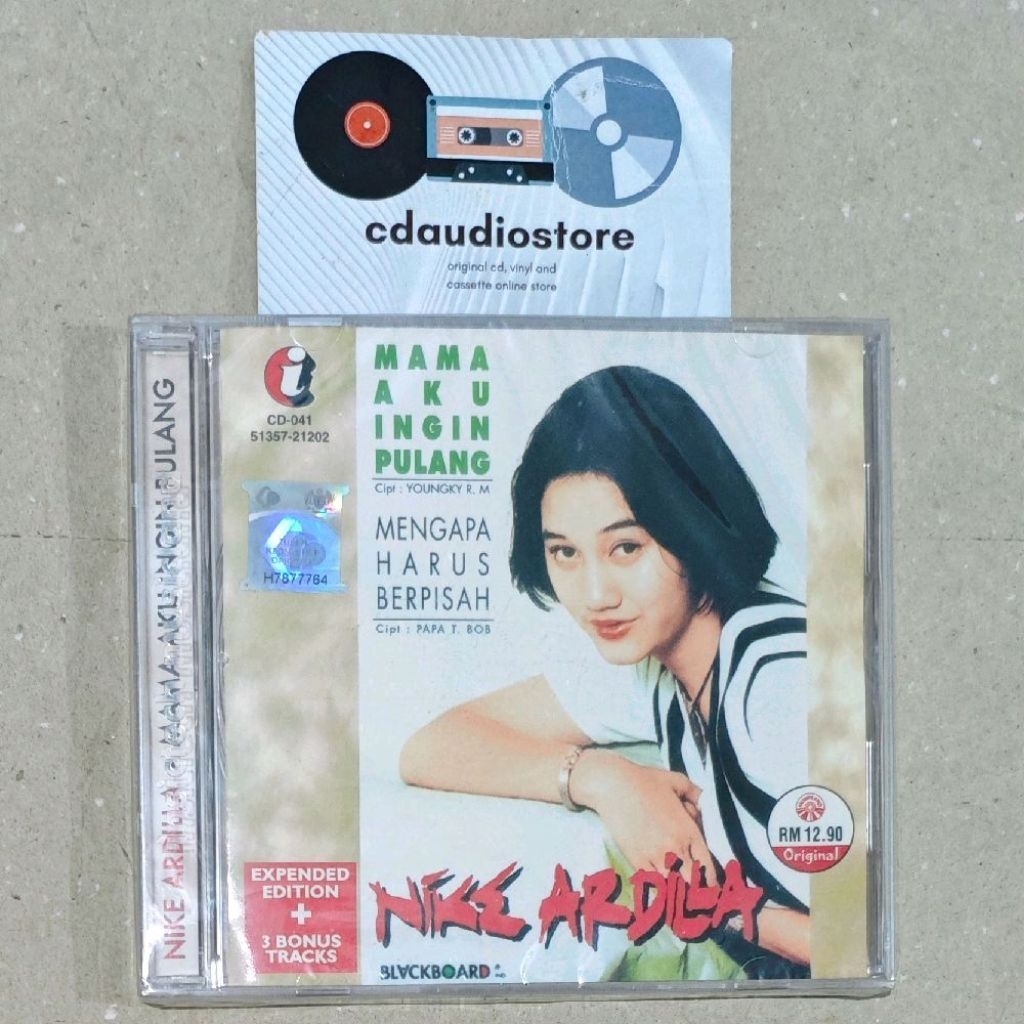 cdaudiostore
original cd, vinyl and
cassette online store
NIKE ARDILLA
MAMA AKU INGIN PULANG
i
CD-041
51357-21202
H7877764
MAMA
AKU
INGIN
PULANG
Cipt : YOUNGKY R. M
MENGAPA
HARUS
BERPISAH
Cipt : PAPA T. BOB
RM 12.90
Original
EXPENDED
EDITION
+
3 BONUS
TRACKS
NIKE ARDILLA
BLACKBOARD